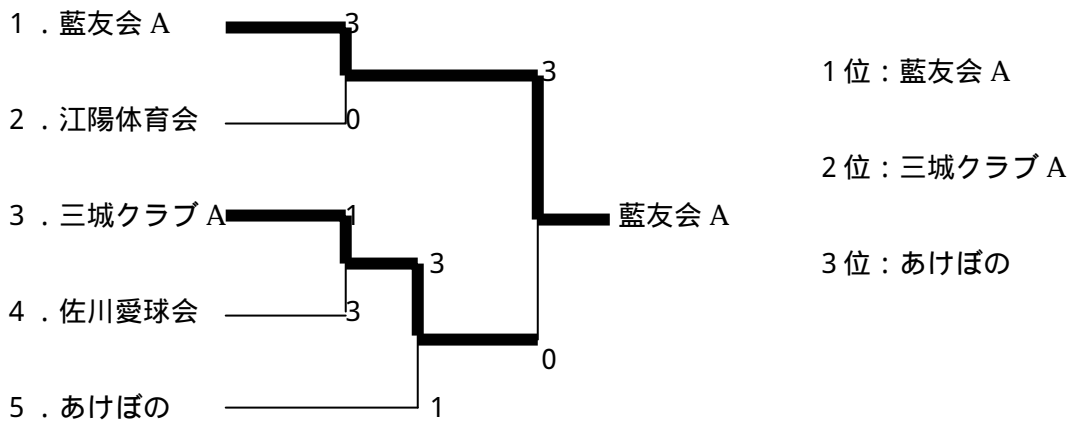 1．藍友会 A
3
2．江陽体育会
0
3．三城クラブ A
1
4．佐川愛球会
3
5．あけぼの
3
1
3
0
藍友会 A
1位：藍友会 A
2位：三城クラブ A
3位：あけぼの